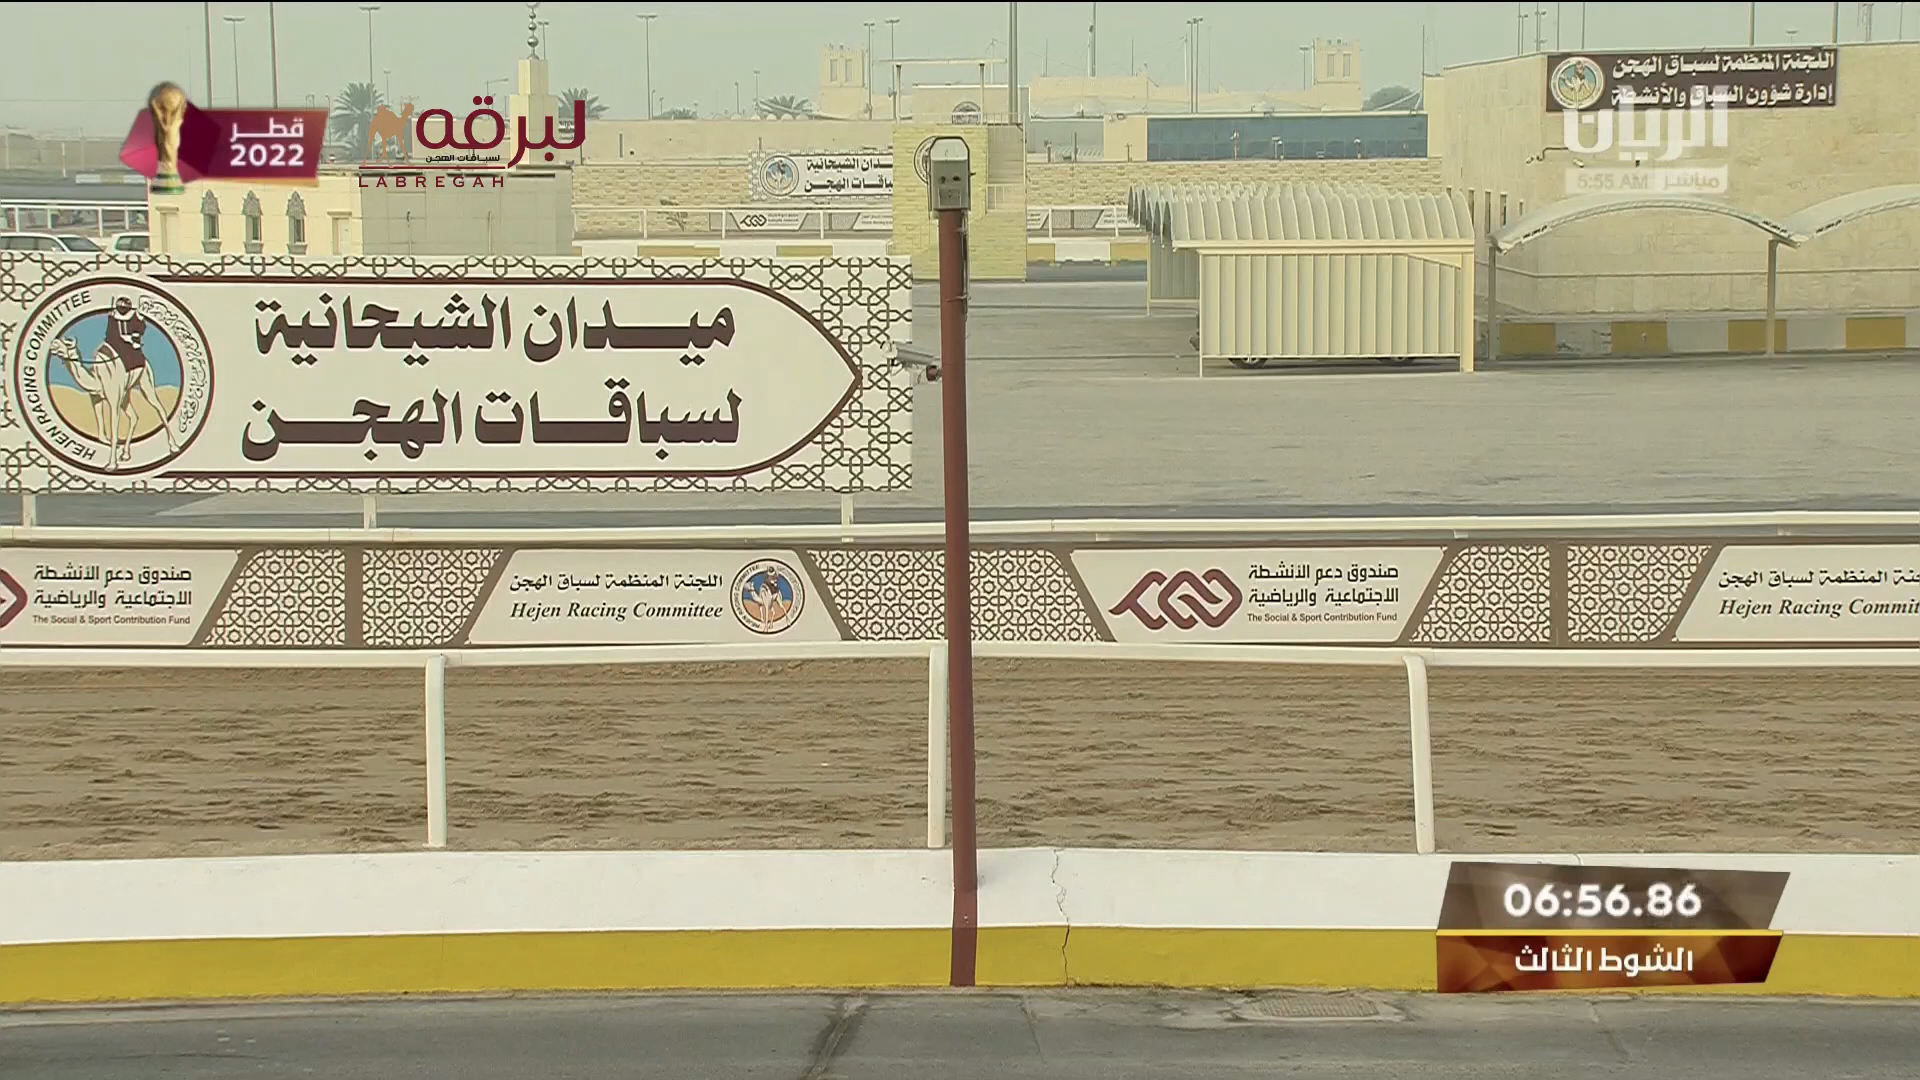 قطر
2022
لبرقه
لسباقات الهجن
LABREGAH
اللجنة المنظمة لسباق الهجن
إدارة شؤون السباق والأنشطة
الريان
5:55 AM مباشر
ميدان الشيحانية
لسباقات الهجن
HEJEN RACING COMMITTEE
ميدان الشيحانية
لسباقات الهجن
صندوق دعم الأنشطة
الاجتماعية والرياضية
The Social & Sport Contribution Fund
اللجنة المنظمة لسباق الهجن
Hejen Racing Committee
صندوق دعم الأنشطة
الاجتماعية والرياضية
The Social & Sport Contribution Fund
اللجنة المنظمة لسباق الهجن
Hejen Racing Committ
06:56.86
الشوط الثالث